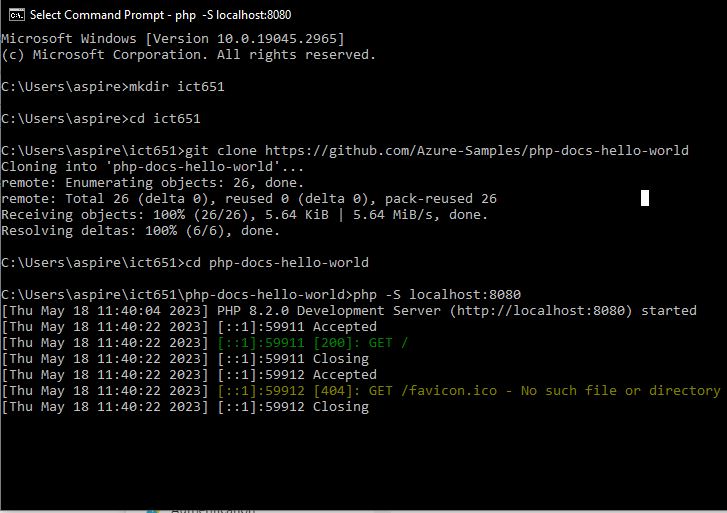 Select Command Prompt - php -S localhost:8080
Microsoft Windows [Version 10.0.19045.2965]
(c) Microsoft Corporation. All rights reserved.
C:\Users\aspire>mkdir ict651
C:\Users\aspire>cd ict651
C:\Users\aspire\ict651>git clone https://github.com/Azure-Samples/php-docs-hello-world
Cloning into 'php-docs-hello-world'...
remote: Enumerating objects: 26, done.
remote: Total 26 (delta 0), reused 0 (delta 0), pack-reused 26
Receiving objects: 100% (26/26), 5.64 KiB | 5.64 MiB/s, done.
Resolving deltas: 100% (6/6), done.
C:\Users\aspire\ict651>cd php-docs-hello-world
C:\Users\aspire\ict651\php-docs-hello-world>php -S localhost:8080
[Thu May 18 11:40:04 2023] PHP 8.2.0 Development Server (http://localhost:8080) started
[Thu May 18 11:40:22 2023] [::1]:59911 Accepted
[Thu May 18 11:40:22 2023] [::1]:59911 [200]: GET /
[Thu May 18 11:40:22 2023] [::1]:59911 Closing
[Thu May 18 11:40:22 2023] [::1]:59912 Accepted
[Thu May 18 11:40:22 2023] [::1]:59912 [404]: GET /favicon.ico - No such file or directory
[Thu May 18 11:40:22 2023] [::1]:59912 Closing